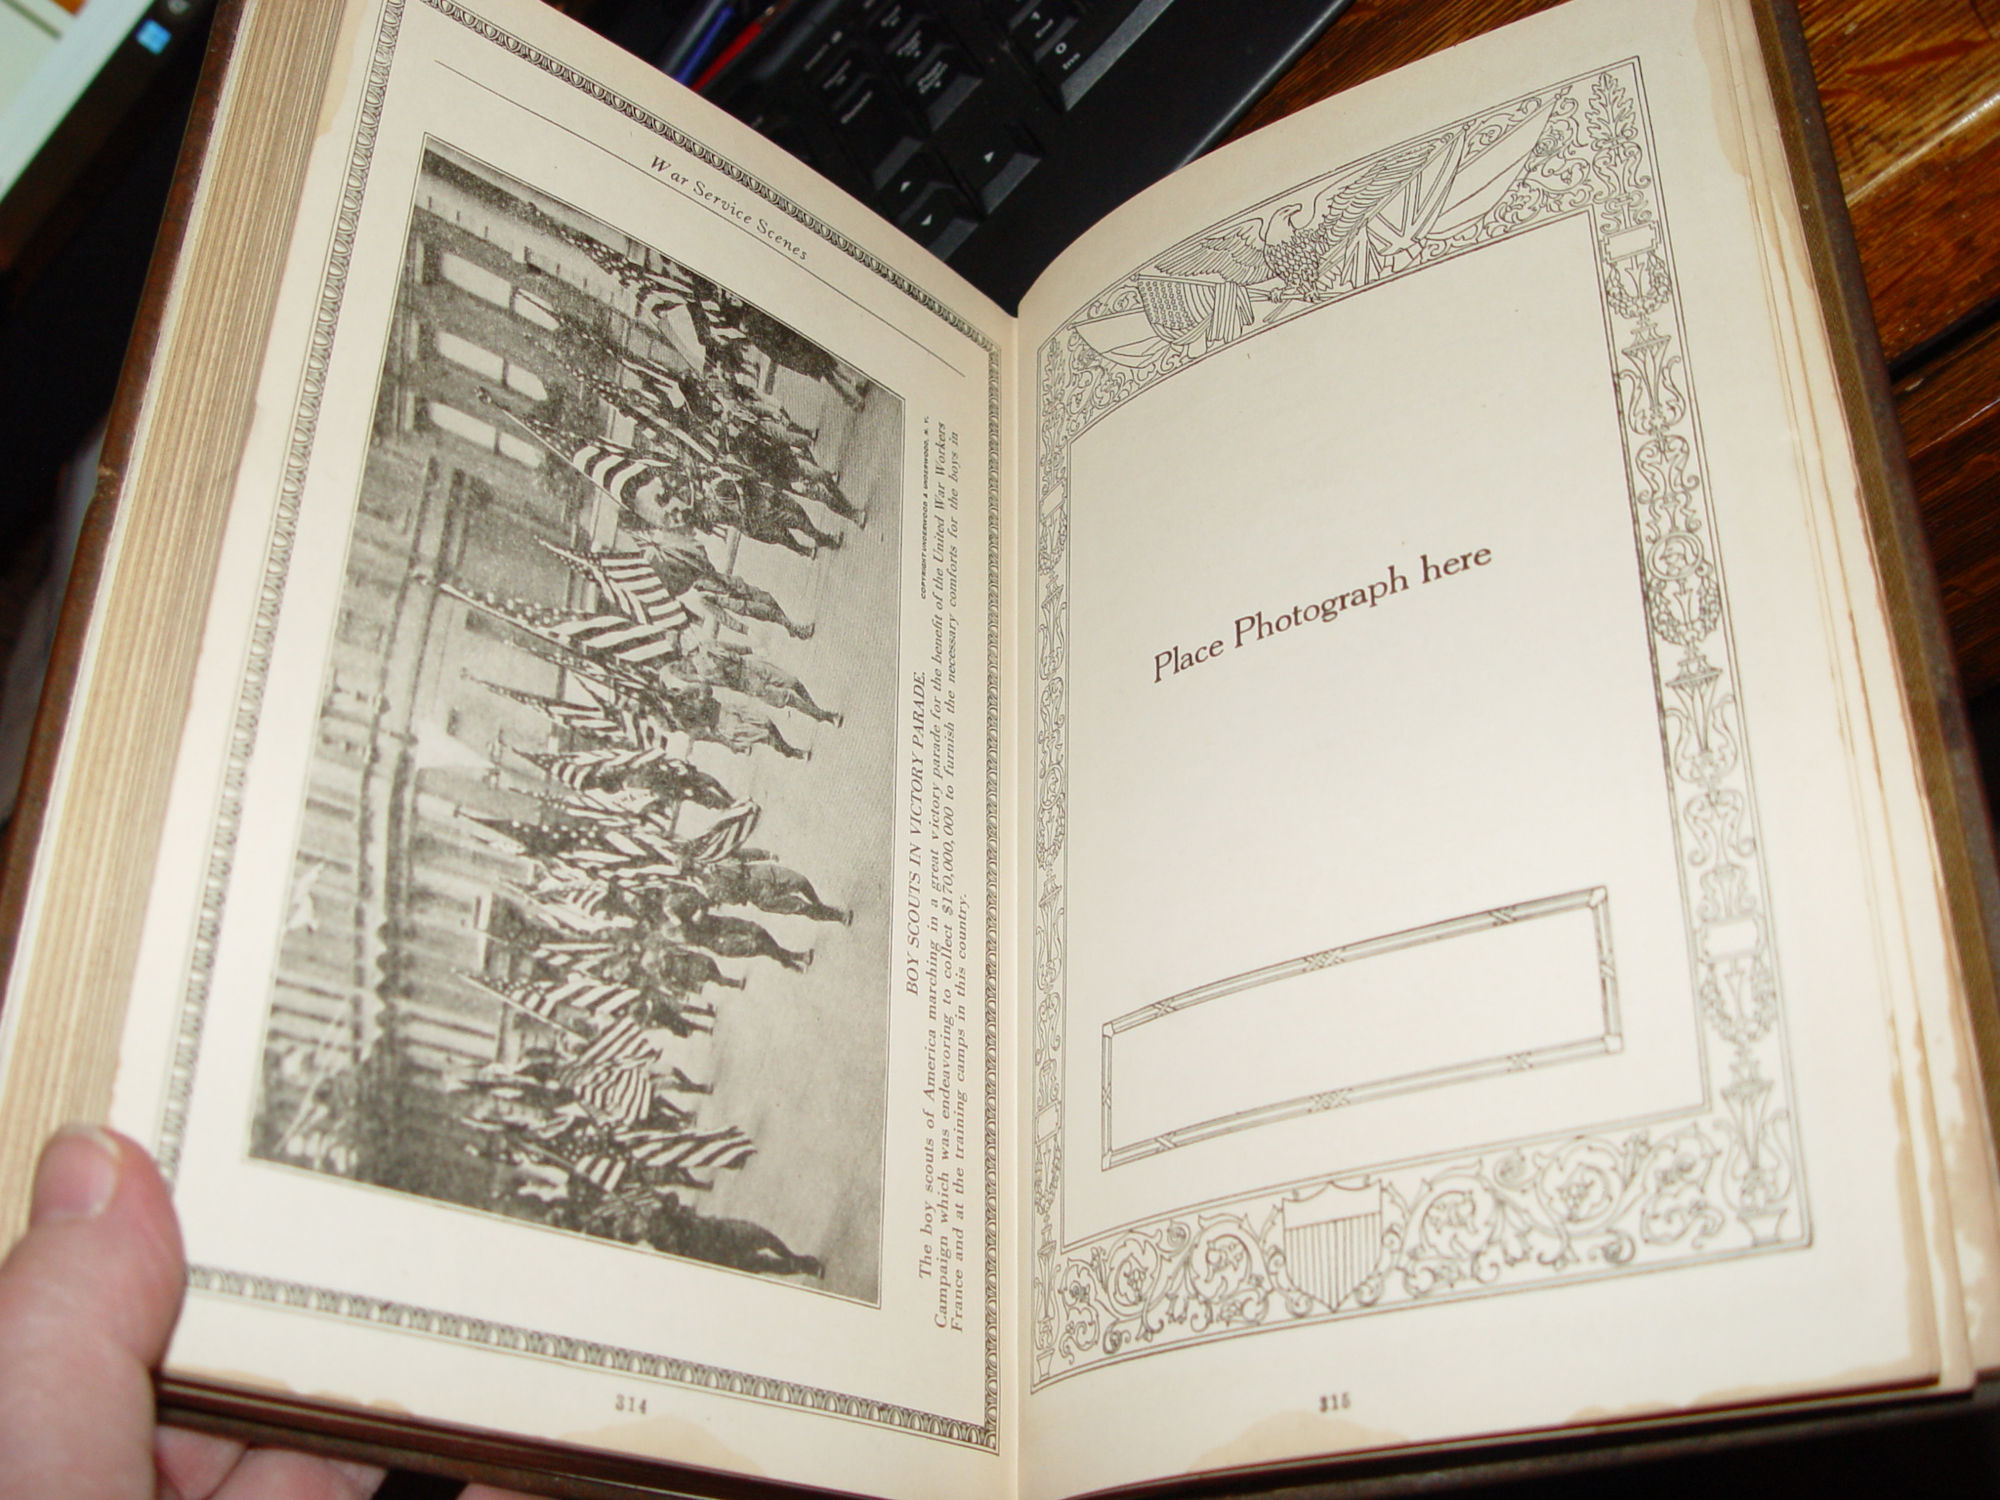 War Service Scenes
COPYRIGHT UNDERWOOD & UNDERWOOD, N. Y.
BOY SCOUTS IN VICTORY PARADE.
The boy scouts of America marching in a great victory parade for the benefit of the United War Workers
Campaign which was endeavoring to collect $170,000,000 to furnish the necessary comforts for the boys in
France and at the training camps in this country.
314
Place Photograph here
315